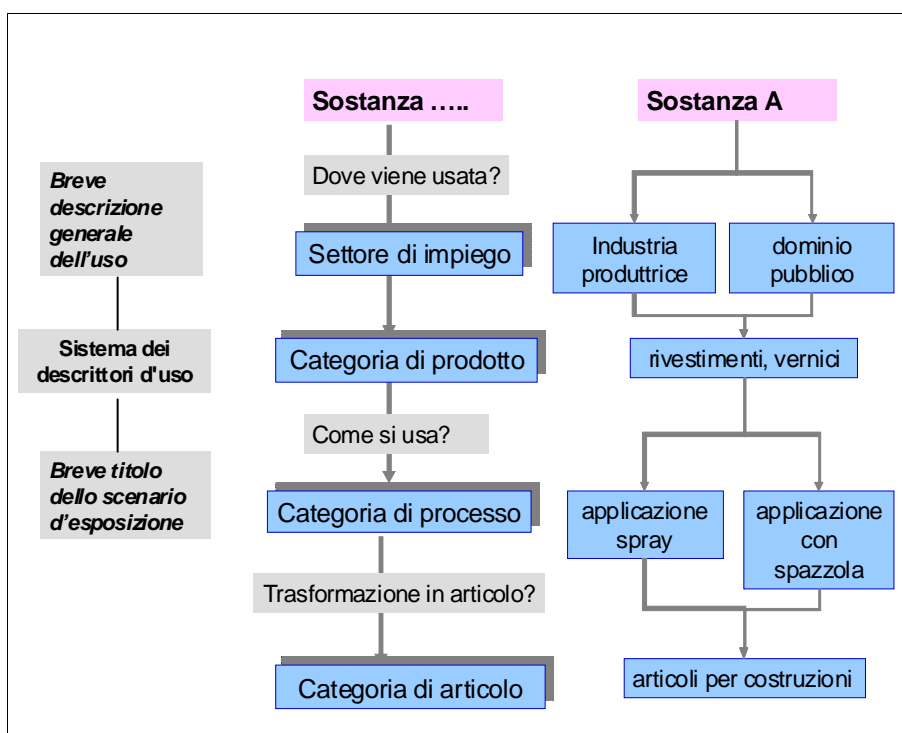 Breve
descrizione
generale
dell'uso
Sistema dei
descrittori d'uso
Breve titolo
dello scenario
d'esposizione
Sostanza …..
Dove viene usata?
Settore di impiego
Categoria di prodotto
Come si usa?
Categoria di processo
Trasformazione in articolo?
Categoria di articolo
Sostanza A
Industria
produttrice
dominio
pubblico
rivestimenti, vernici
applicazione
spray
applicazione
con
spazzola
articoli per costruzioni